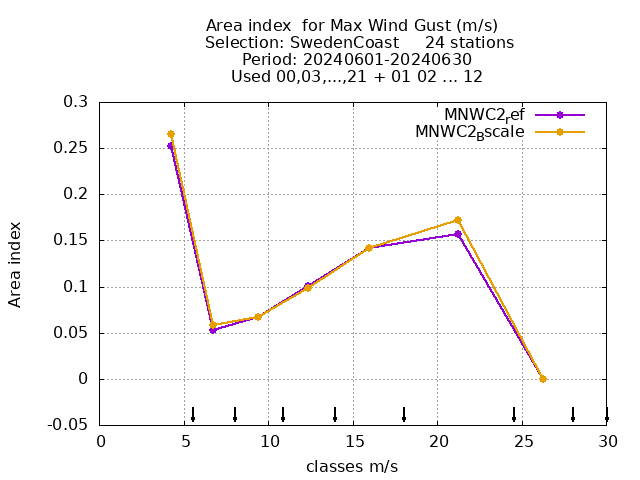 Area index  for Max Wind Gust (m/s)
Selection: SwedenCoast     24 stations
Period: 20240601-20240630
Used 00,03,...,21 + 01 02 ... 12
MNWC2ref
MNWC2Bscale
0.3
0.25
0.2
0.15
0.1
0.05
0
-0.05
Area index
0 5 10 15 20 25 30
classes m/s